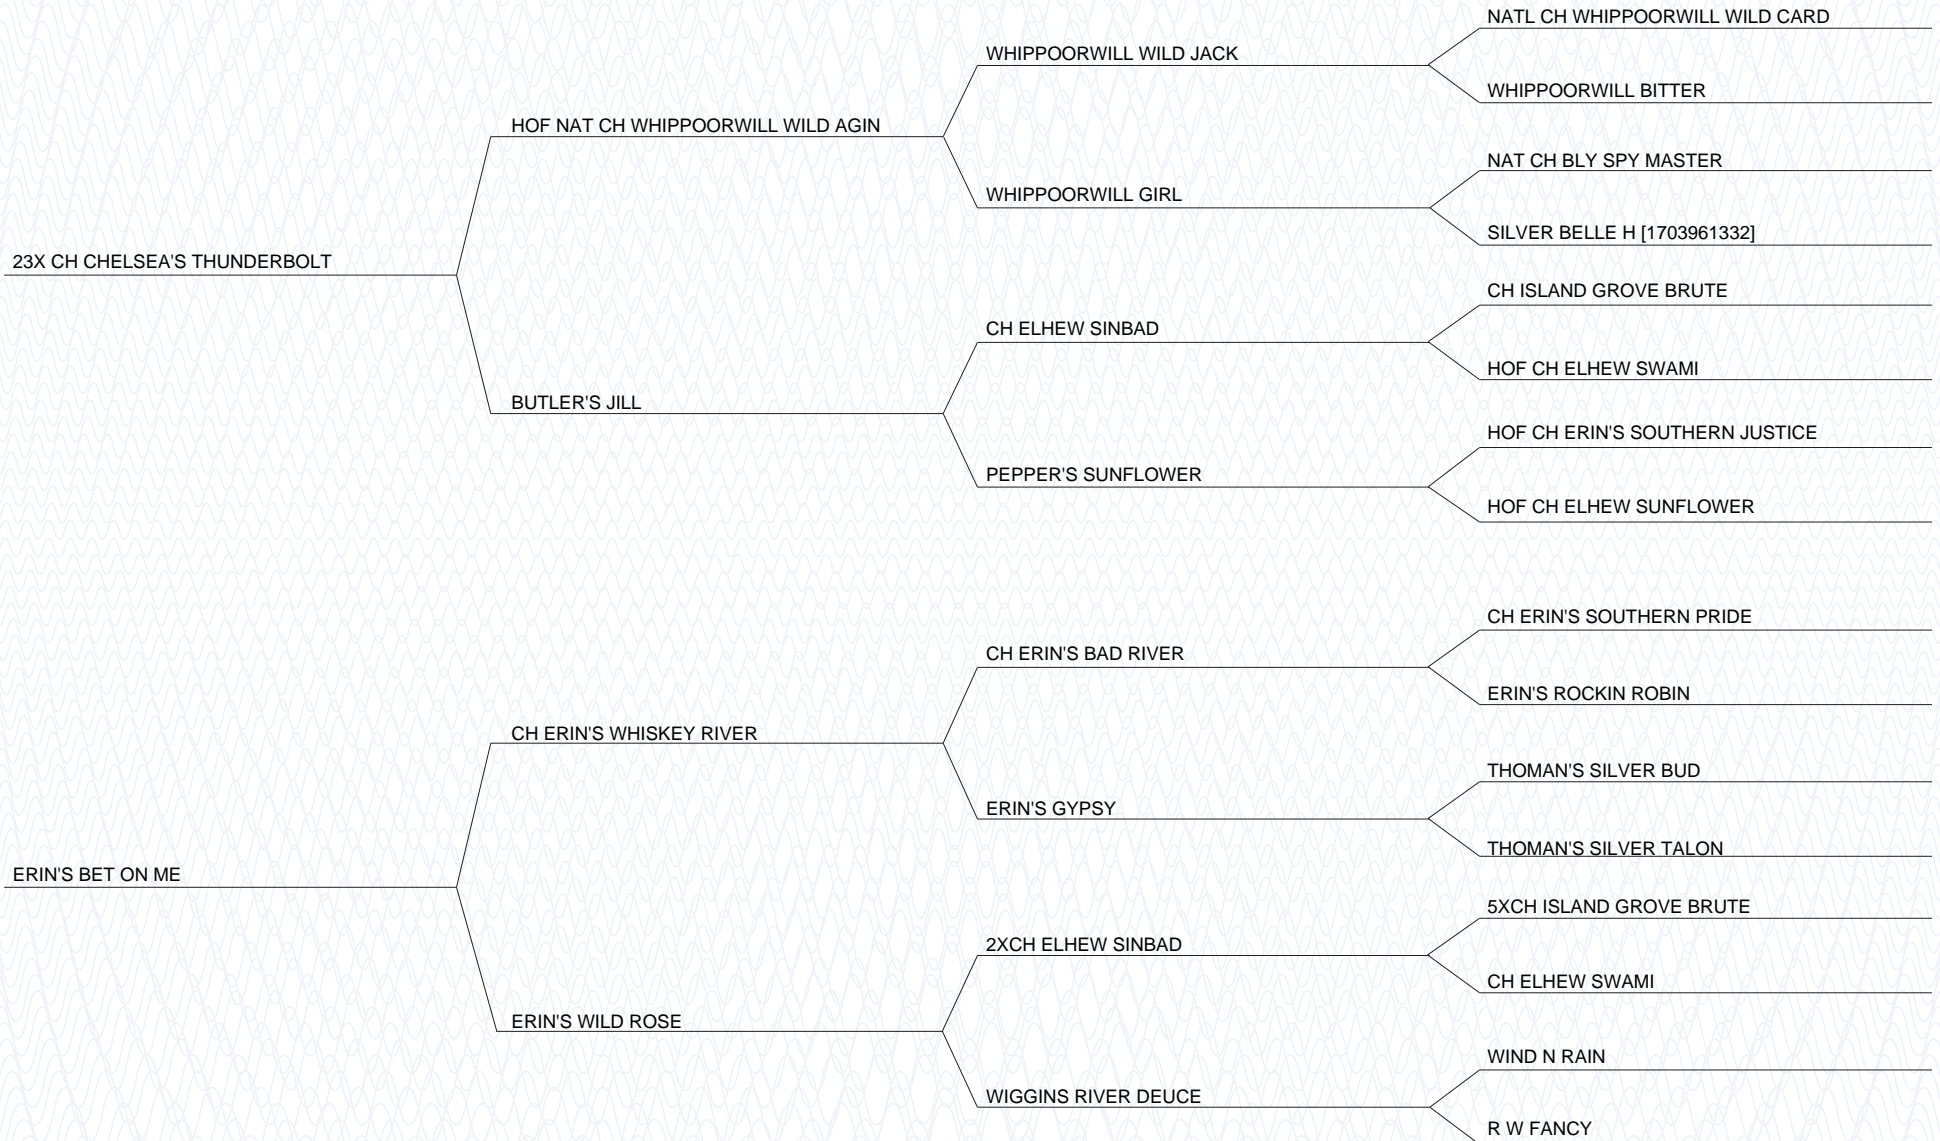 NATL CH WHIPPOORWILL WILD CARD
WHIPPOORWILL WILD JACK
WHIPPOORWILL BITTER
HOF NAT CH WHIPPOORWILL WILD AGIN
NAT CH BLY SPY MASTER
WHIPPOORWILL GIRL
SILVER BELLE H [1703961332]
23X CH CHELSEA'S THUNDERBOLT
CH ISLAND GROVE BRUTE
CH ELHEW SINBAD
HOF CH ELHEW SWAMI
BUTLER'S JILL
HOF CH ERIN'S SOUTHERN JUSTICE
PEPPER'S SUNFLOWER
HOF CH ELHEW SUNFLOWER
CH ERIN'S SOUTHERN PRIDE
CH ERIN'S BAD RIVER
ERIN'S ROCKIN ROBIN
CH ERIN'S WHISKEY RIVER
THOMAN'S SILVER BUD
ERIN'S GYPSY
THOMAN'S SILVER TALON
ERIN'S BET ON ME
5XCH ISLAND GROVE BRUTE
2XCH ELHEW SINBAD
CH ELHEW SWAMI
ERIN'S WILD ROSE
WIND N RAIN
WIGGINS RIVER DEUCE
R W FANCY